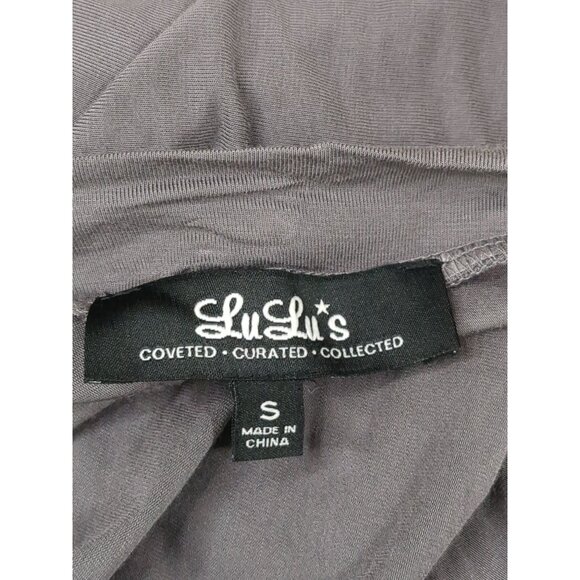 LuLu*s
COVETED • CURATED • COLLECTED
S
MADE IN
CHINA